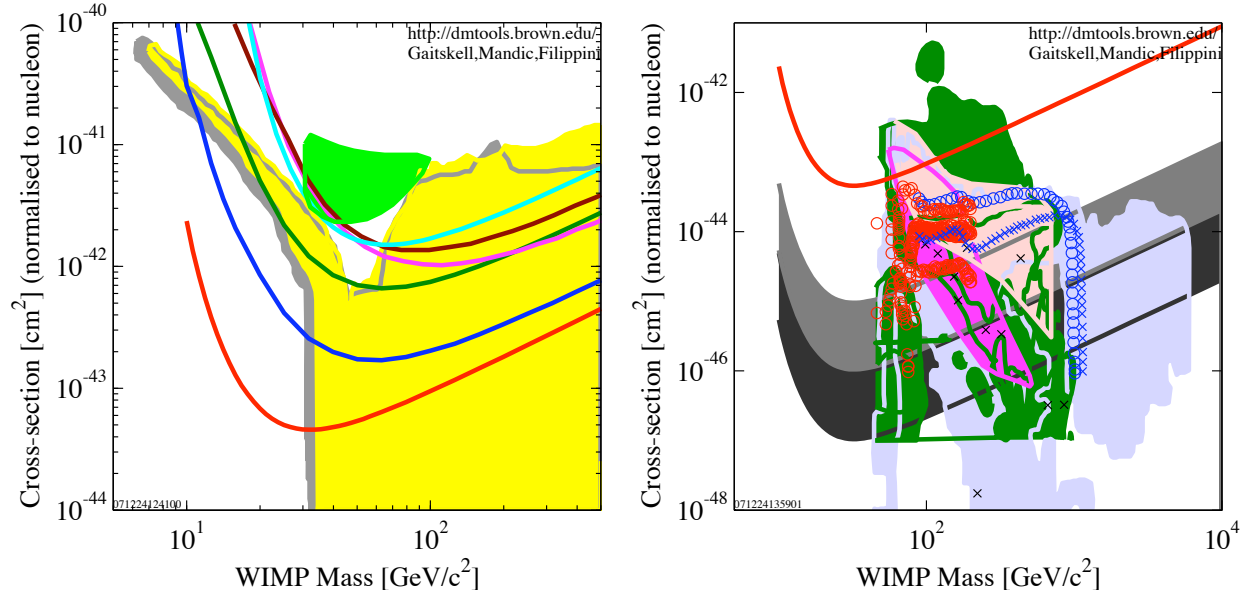 http://dmtools.brown.edu/
Gaitskell,Mandic,Filippini
Cross-section [cm²] (normalised to nucleon)
10⁻⁴⁰
10⁻⁴¹
10⁻⁴²
10⁻⁴³
10⁻⁴⁴
071224124100
10¹
10²
WIMP Mass [GeV/c²]
http://dmtools.brown.edu/
Gaitskell,Mandic,Filippini
Cross-section [cm²] (normalised to nucleon)
10⁻⁴²
10⁻⁴⁴
10⁻⁴⁶
10⁻⁴⁸
071224135901
10²
10⁴
WIMP Mass [GeV/c²]